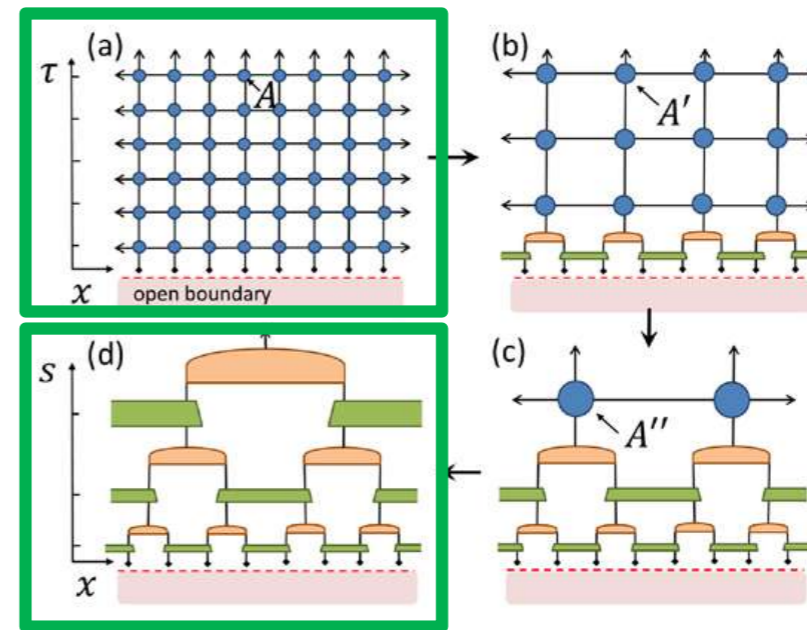 (a)
τ
A
x
open boundary
(b)
A′
(d)
s
x
(c)
A′′